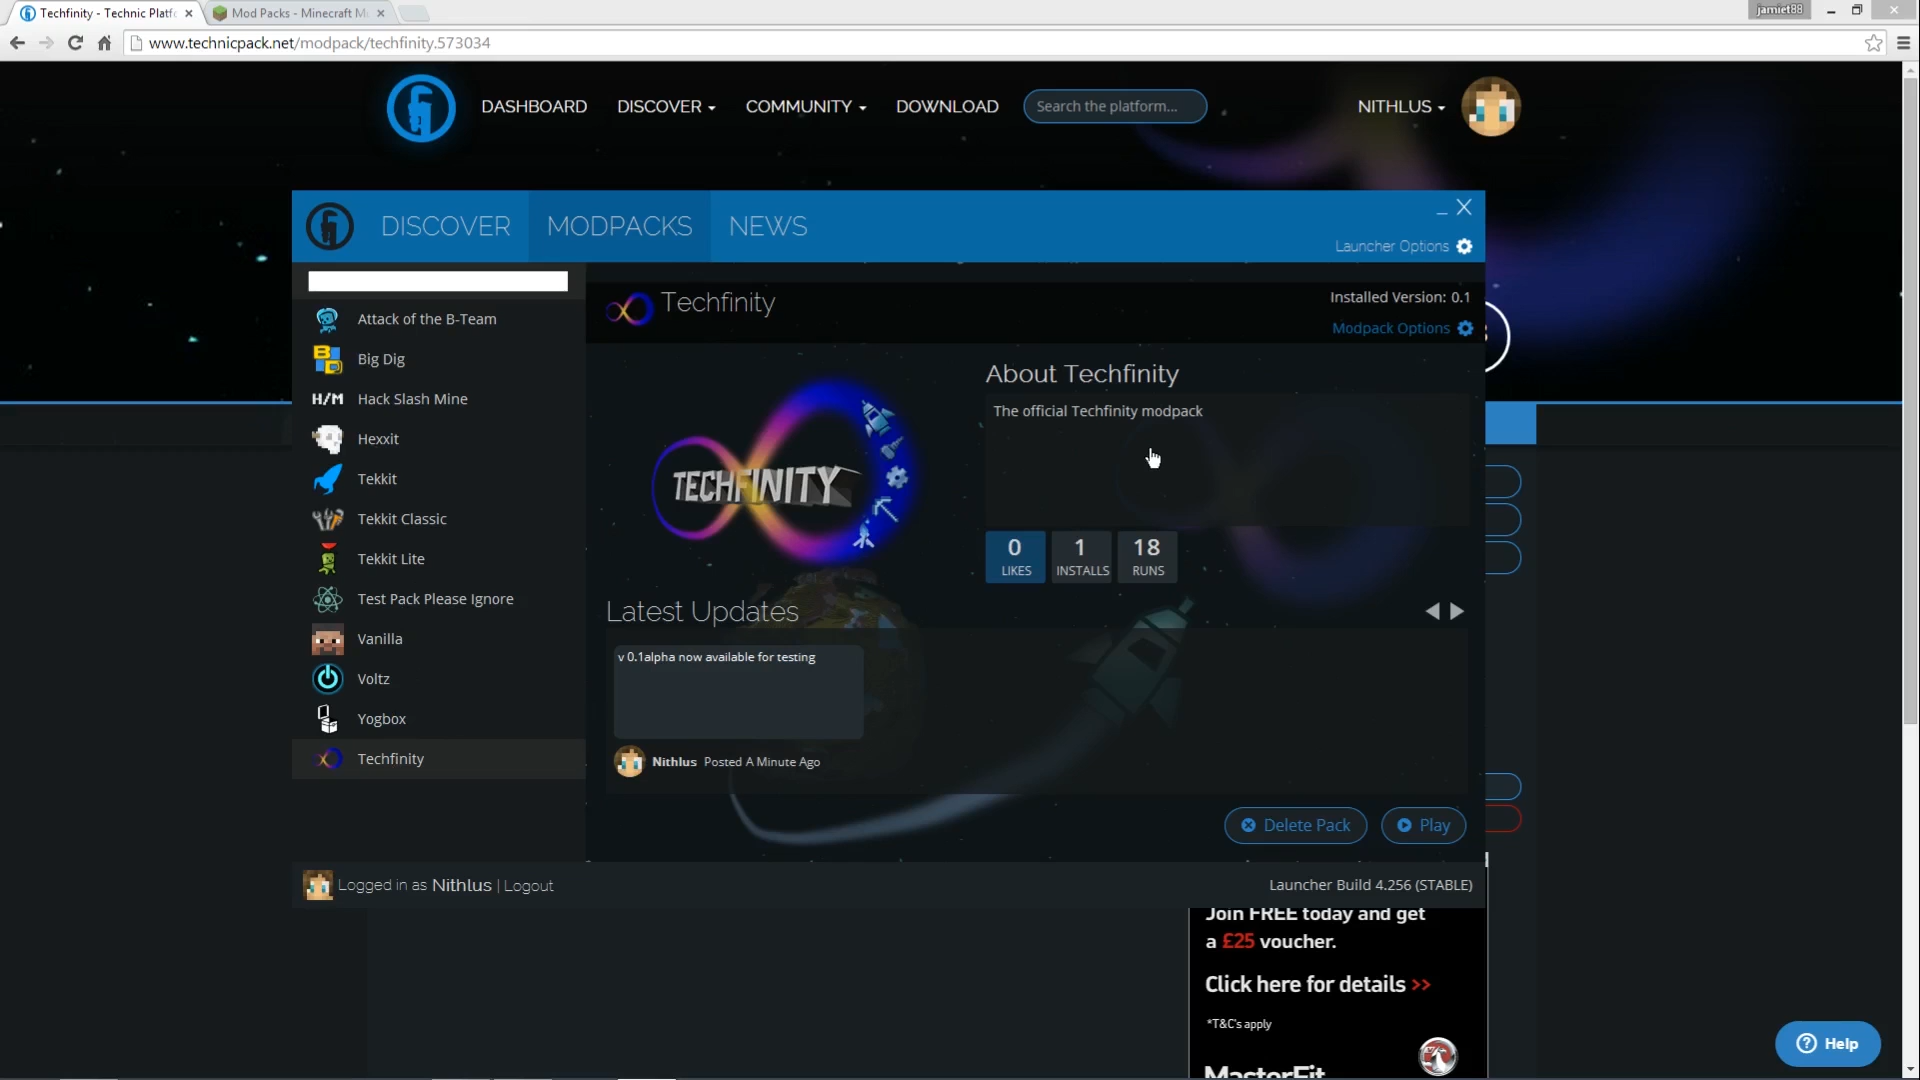 Techfinity - Technic Platf
Mod Packs - Minecraft M
jamiet88
www.technicpack.net/modpack/techfinity.573034
DASHBOARD
DISCOVER
COMMUNITY
DOWNLOAD
Search the platform...
NITHLUS
DISCOVER
MODPACKS
NEWS
Launcher Options
Attack of the B-Team
Big Dig
H/M Hack Slash Mine
Hexxit
Tekkit
Tekkit Classic
Tekkit Lite
Test Pack Please Ignore
Vanilla
Voltz
Yogbox
Techfinity
Techfinity
Installed Version: 0.1
Modpack Options
TECHFINITY
About Techfinity
The official Techfinity modpack
0 LIKES
1 INSTALLS
18 RUNS
Latest Updates
v 0.1alpha now available for testing
Nithlus Posted A Minute Ago
Delete Pack
Play
Logged in as Nithlus | Logout
Launcher Build 4.256 (STABLE)
Join FREE today and get
a £25 voucher.
Click here for details >>
*T&C's apply
MasterFit
Help